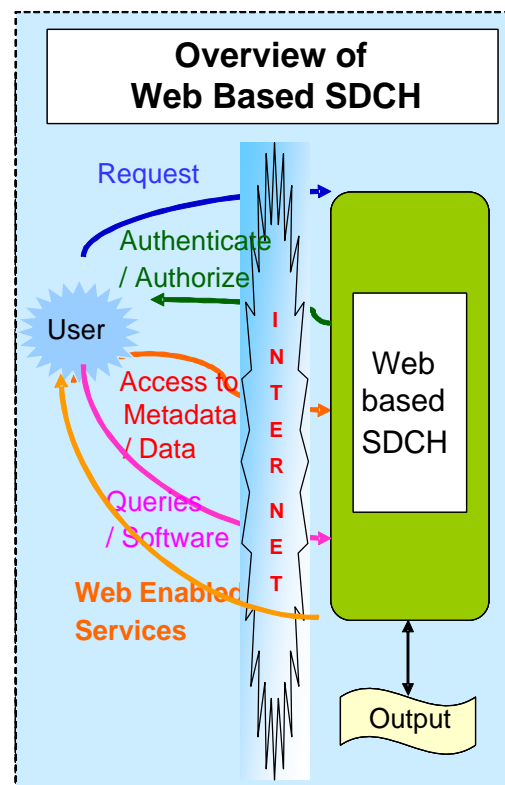 Overview of
Web Based SDCH
Request
Authenticate
/ Authorize
User
Access to
Metadata
/ Data
Queries
/ Software
Web Enabled
Services
INTERNET
Web
based
SDCH
Output